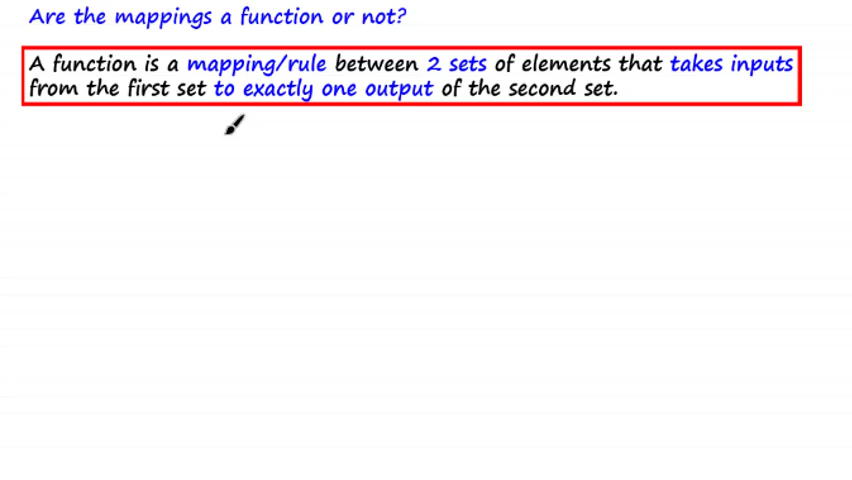 Are the mappings a function or not?
A function is a mapping/rule between 2 sets of elements that takes inputs
from the first set to exactly one output of the second set.